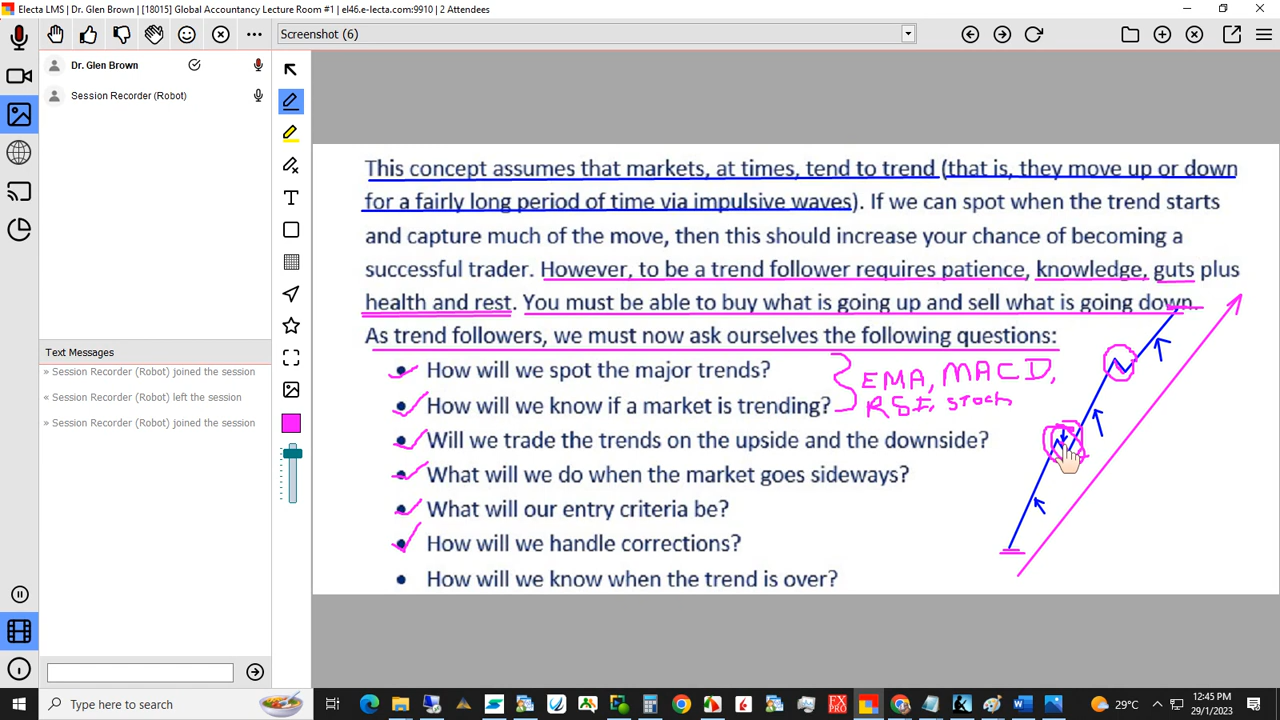 Electa LMS | Dr. Glen Brown | [18015] Global Accountancy Lecture Room #1 | el46.e-lecta.com:9910 | 2 Attendees
Screenshot (6)
Dr. Glen Brown
Session Recorder (Robot)
Text Messages
» Session Recorder (Robot) joined the session
« Session Recorder (Robot) left the session
» Session Recorder (Robot) joined the session
This concept assumes that markets, at times, tend to trend (that is, they move up or down
for a fairly long period of time via impulsive waves). If we can spot when the trend starts
and capture much of the move, then this should increase your chance of becoming a
successful trader. However, to be a trend follower requires patience, knowledge, guts plus
health and rest. You must be able to buy what is going up and sell what is going down.
As trend followers, we must now ask ourselves the following questions:
• How will we spot the major trends?
• How will we know if a market is trending?
EMA, MACD,
RSI, stoch
• Will we trade the trends on the upside and the downside?
• What will we do when the market goes sideways?
• What will our entry criteria be?
• How will we handle corrections?
• How will we know when the trend is over?
Type here to search
FX PRO
29°C
12:45 PM
29/1/2023